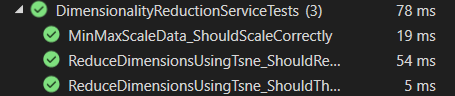 DimensionalityReductionServiceTests (3) 78 ms
MinMaxScaleData_ShouldScaleCorrectly 19 ms
ReduceDimensionsUsingTsne_ShouldRe... 54 ms
ReduceDimensionsUsingTsne_ShouldTh... 5 ms